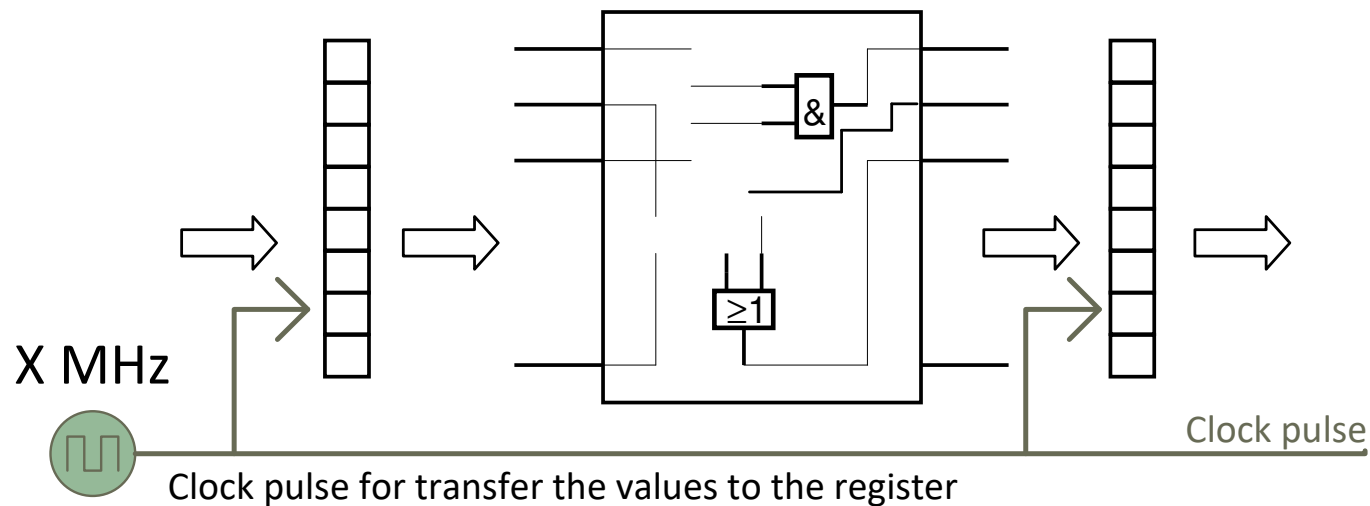 &
≥1
X MHz
Clock pulse
Clock pulse for transfer the values to the register